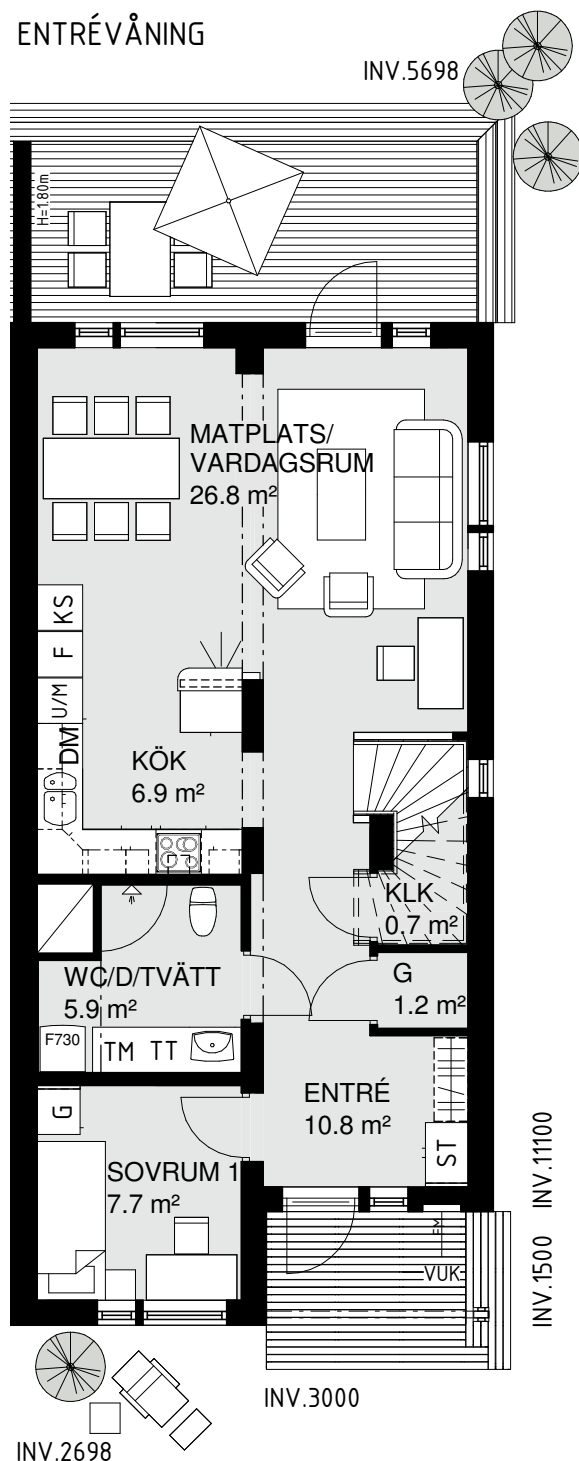 ENTRÉVÅNING
INV.5698
H=1.80m
MATPLATS/
VARDAGSRUM
26.8 m²
KS
F
U/M
DM
KÖK
6.9 m²
KLK
0.7 m²
WC/D/TVÄTT
5.9 m²
G
1.2 m²
F730
TM TT
ENTRÉ
10.8 m²
G
ST
SOVRUM 1
7.7 m²
INV.11100
EM
VUK
INV.1500
INV.3000
INV.2698